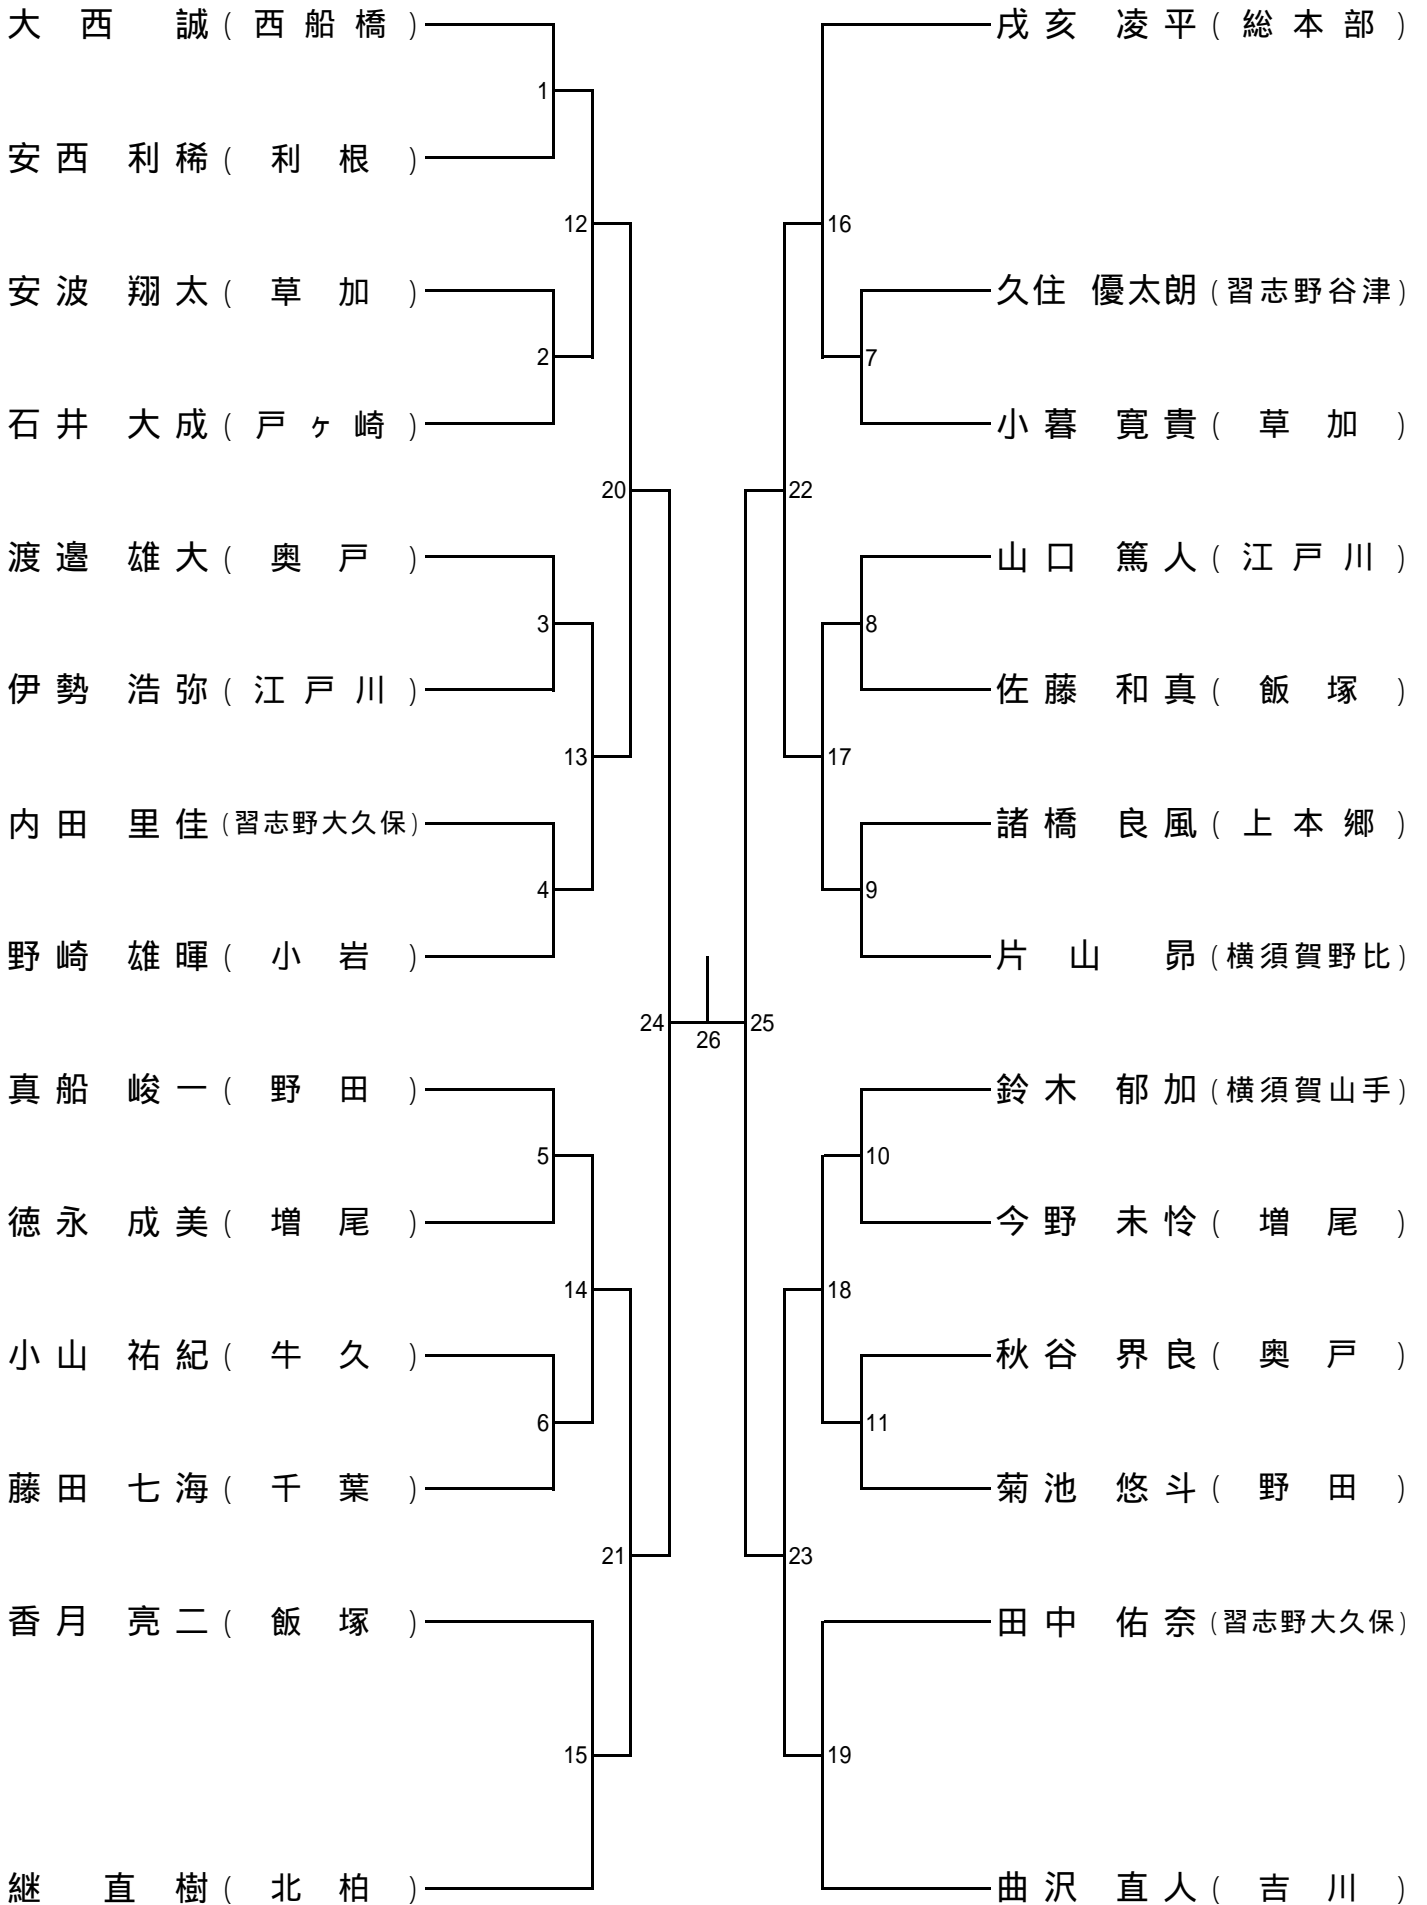 大西 誠(西船橋)
1
安西 利稀(利根)
12
安波 翔太(草加)
2
石井 大成(戸ヶ崎)
20
渡邉 雄大(奥戸)
3
伊勢 浩弥(江戸川)
13
内田 里佳(習志野大久保)
4
野崎 雄暉(小岩)
24
真船 峻一(野田)
5
徳永 成美(増尾)
14
小山 祐紀(牛久)
6
藤田 七海(千葉)
21
香月 亮二(飯塚)
15
継 直樹(北柏)
26
戌亥 凌平(総本部)
16
久住 優太朗(習志野谷津)
7
小暮 寛貴(草加)
22
山口 篤人(江戸川)
8
佐藤 和真(飯塚)
17
諸橋 良風(上本郷)
9
片山 昴(横須賀野比)
25
鈴木 郁加(横須賀山手)
10
今野 未怜(増尾)
18
秋谷 界良(奥戸)
11
菊池 悠斗(野田)
23
田中 佑奈(習志野大久保)
19
曲沢 直人(吉川)